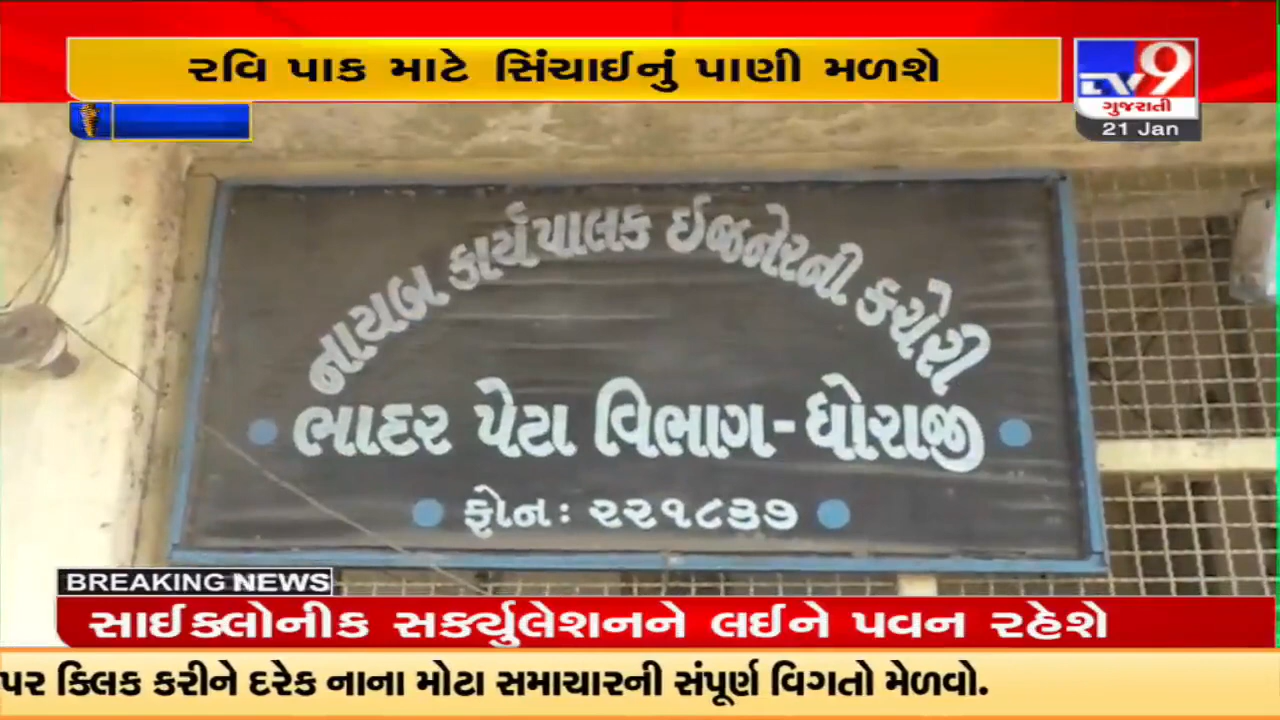 રવિ પાક માટે સિંચાઈનું પાણી મળશે
TV9
ગુજરાતી
21 Jan
નાયબ કાર્યપાલક ઈજનેરની કચેરી
ભાદર પેટા વિભાગ-ધોરાજી
ફોન: ૨૨૧૮૩૭
BREAKING NEWS
સાઈક્લોનીક સર્ક્યુલેશનને લઈને પવન રહેશે
પર ક્લિક કરીને દરેક નાના મોટા સમાચારની સંપૂર્ણ વિગતો મેળવો.